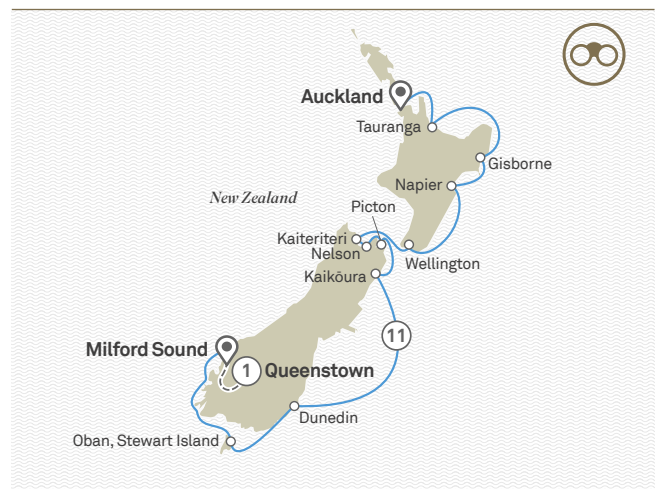 Auckland
Tauranga
Gisborne
Napier
New Zealand
Picton
Kaiteriteri
Nelson
Wellington
Kaikōura
11
Milford Sound
1 Queenstown
Dunedin
Oban, Stewart Island